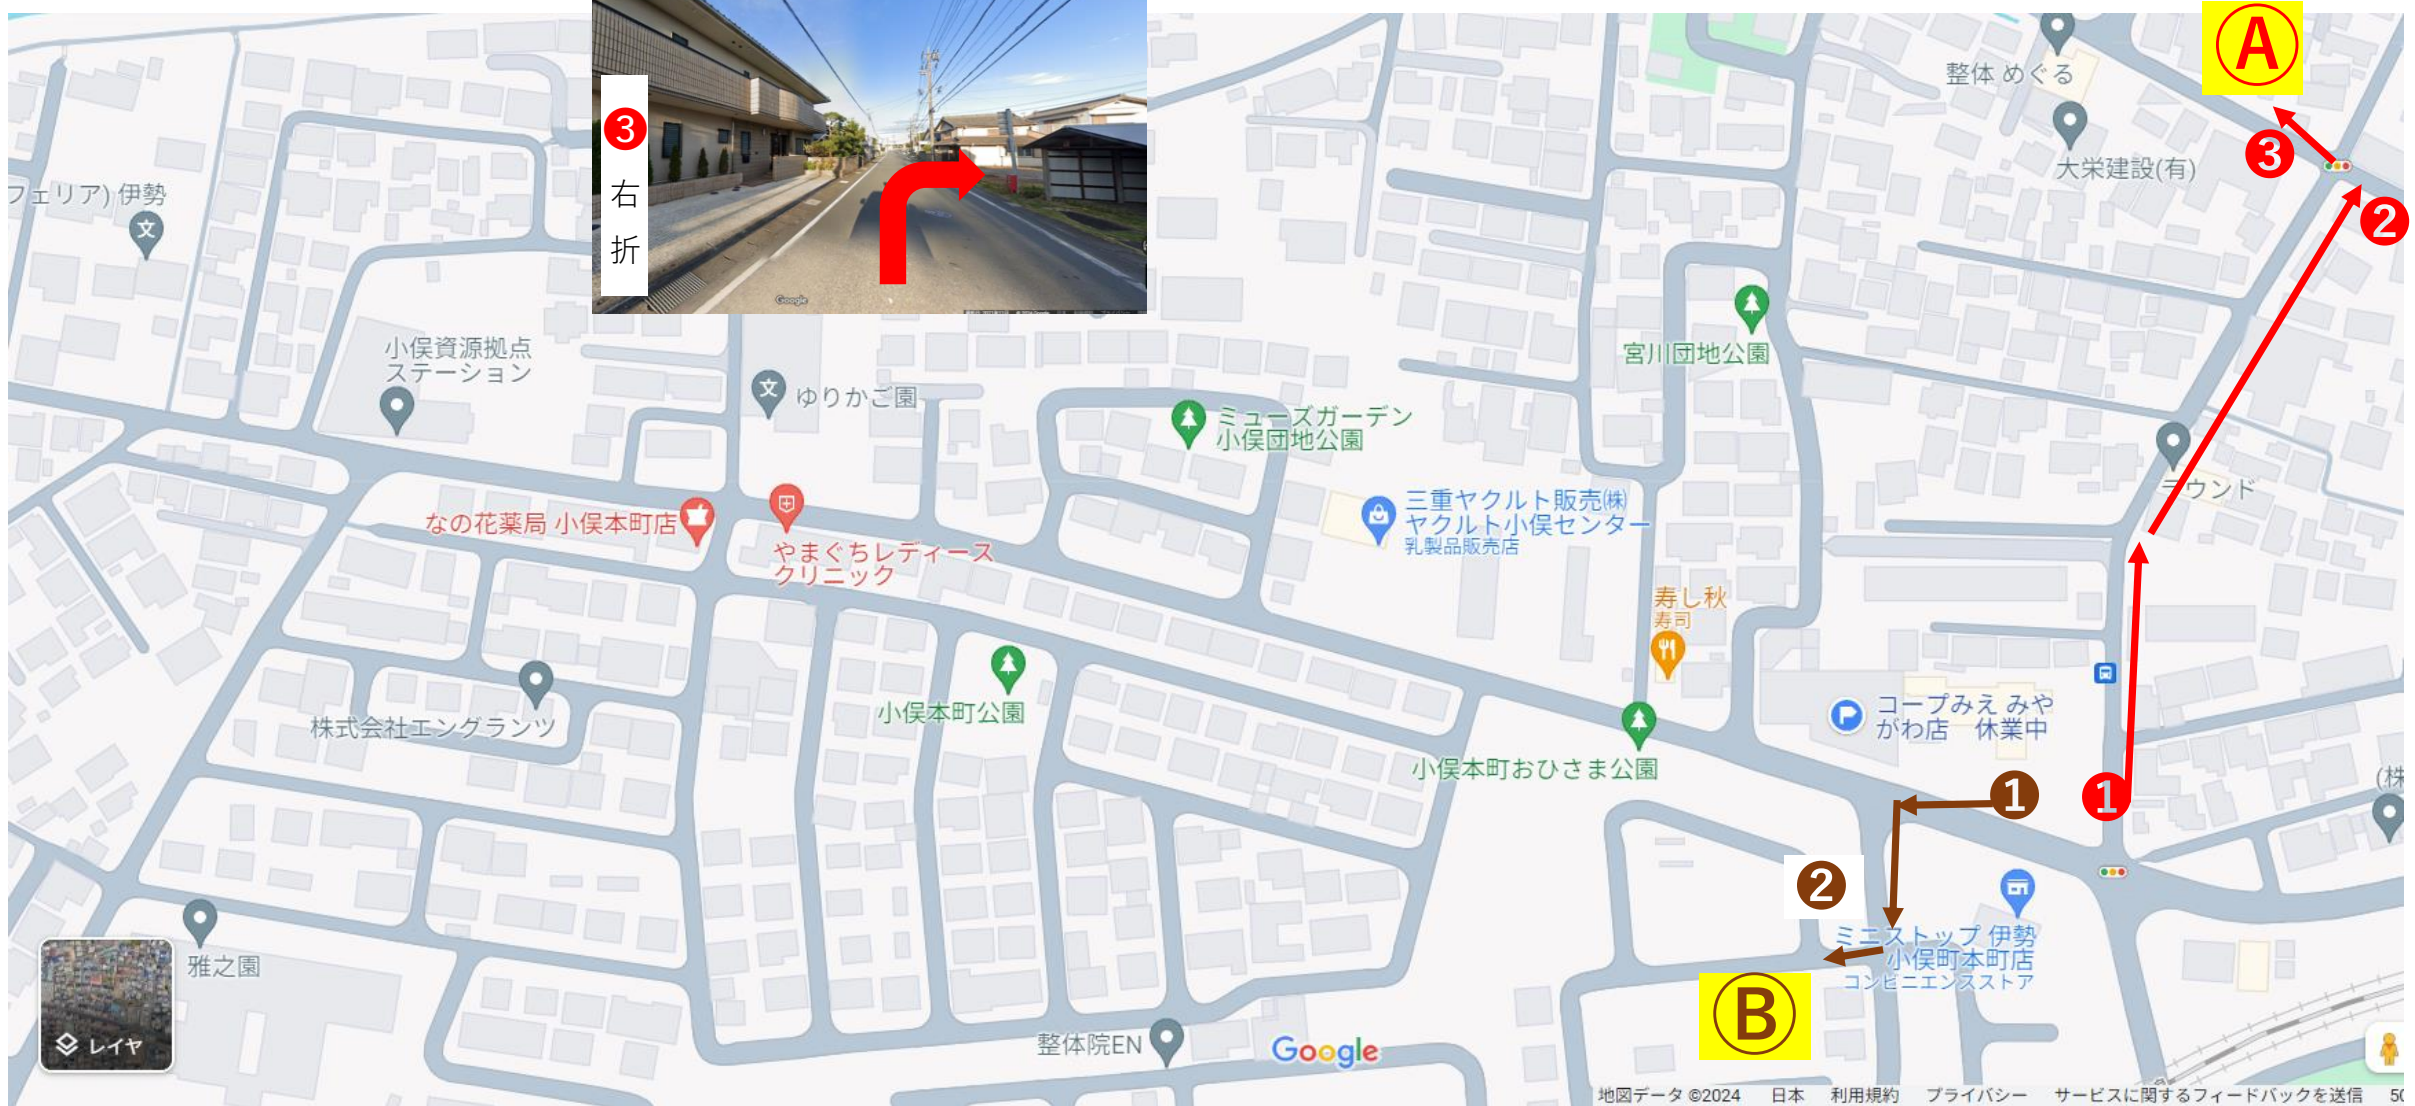 Ⓐ
整体 めぐる
❸
右
折
Google
❸
大栄建設(有)
フェリア) 伊勢
❷
小俣資源拠点
ステーション
宮川団地公園
ゆりかご園
ミューズガーデン
小俣団地公園
ラウンド
三重ヤクルト販売㈱
ヤクルト小俣センター
乳製品販売店
なの花薬局 小俣本町店
やまぐちレディース
クリニック
寿し秋
寿司
小俣本町公園
株式会社エングランツ
コープみえ みや
がわ店 休業中
小俣本町おひさま公園
(株
❶
❶
❷
ミニストップ 伊勢
小俣町本町店
コンビニエンスストア
雅之園
Ⓑ
レイヤ
整体院EN
Google
地図データ ©2024 日本 利用規約 プライバシー サービスに関するフィードバックを送信 50